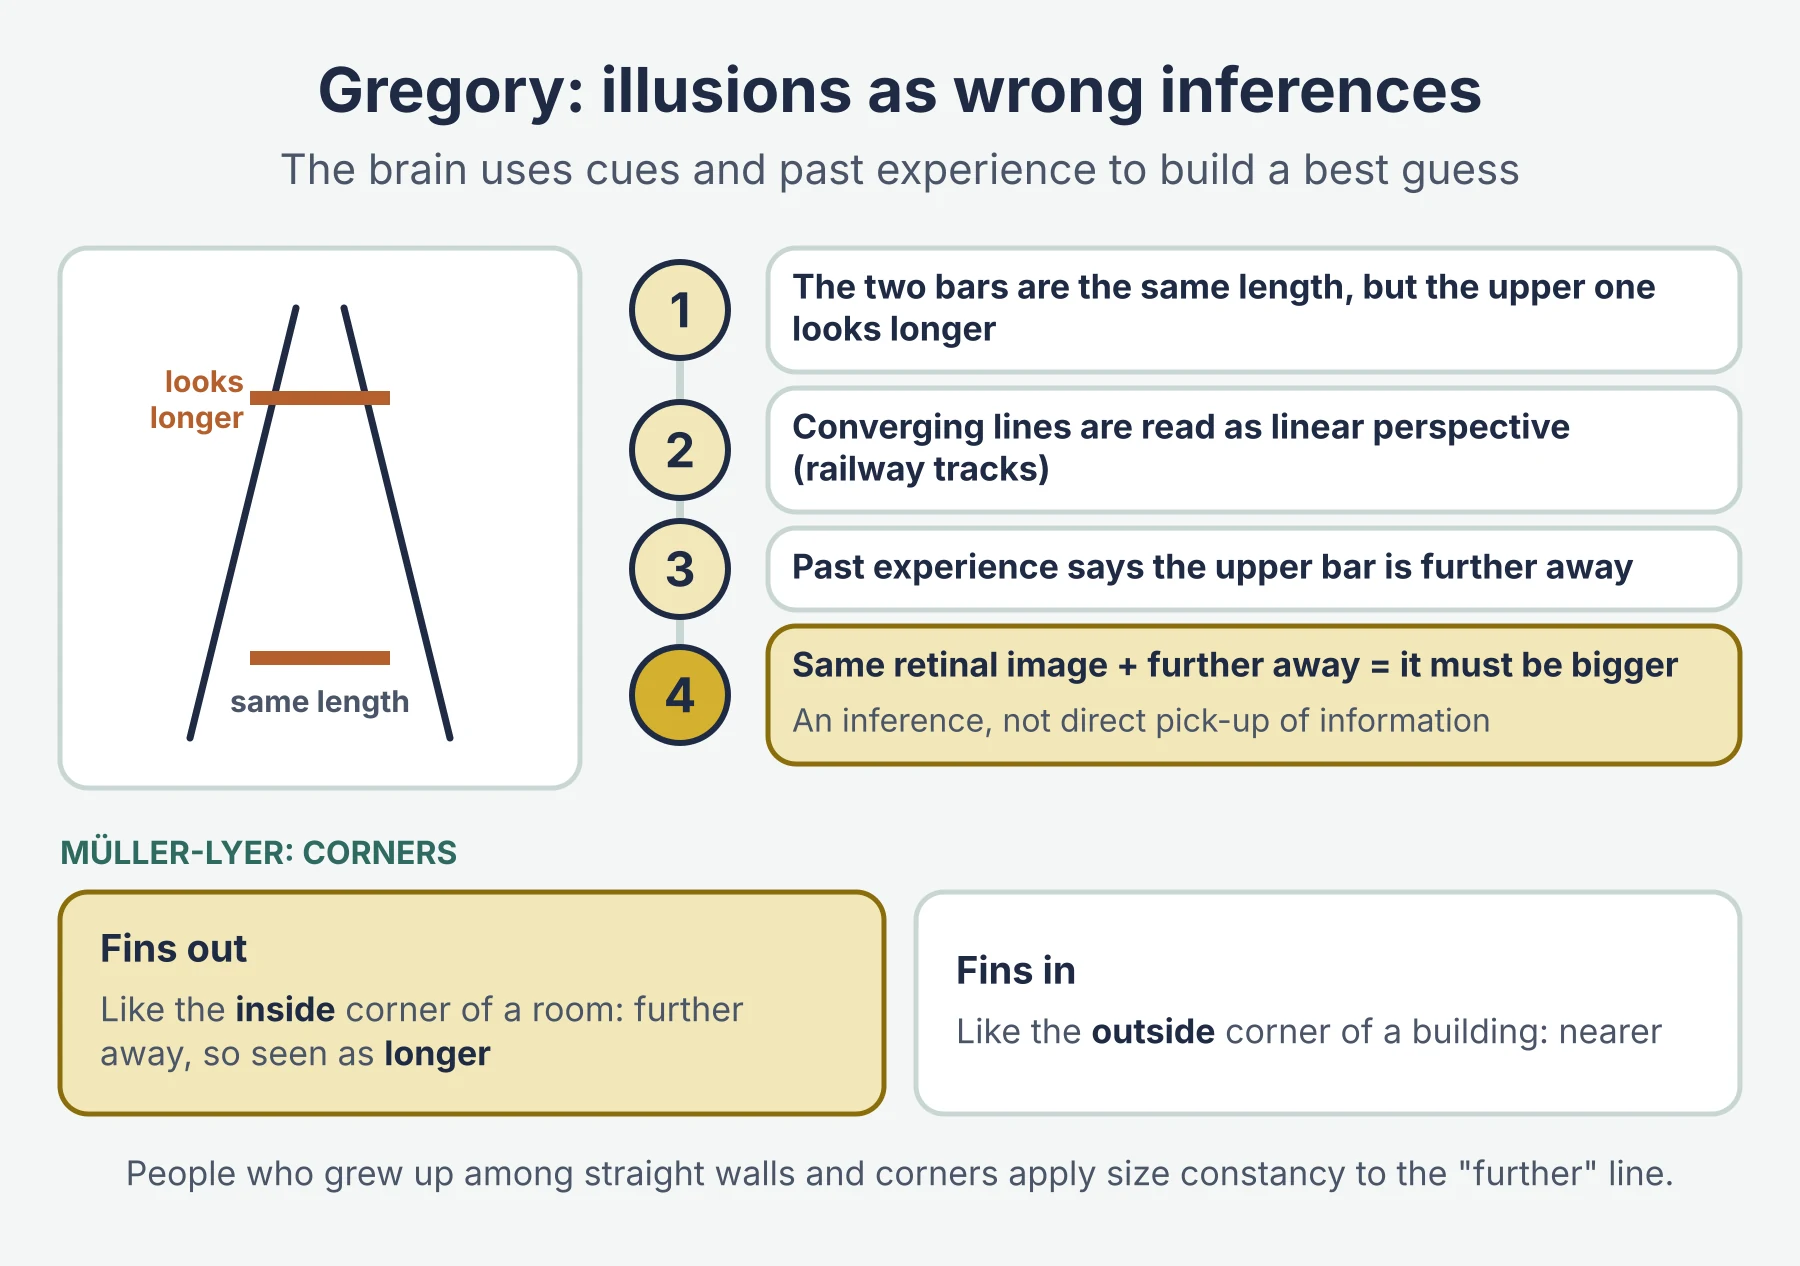 Gregory: illusions as wrong inferences
The brain uses cues and past experience to build a best guess
looks
longer
same length
1
The two bars are the same length, but the upper one
looks longer
2
Converging lines are read as linear perspective
(railway tracks)
3
Past experience says the upper bar is further away
4
Same retinal image + further away = it must be bigger
An inference, not direct pick-up of information
MÜLLER-LYER: CORNERS
Fins out
Like the inside corner of a room: further
away, so seen as longer
Fins in
Like the outside corner of a building: nearer
People who grew up among straight walls and corners apply size constancy to the "further" line.